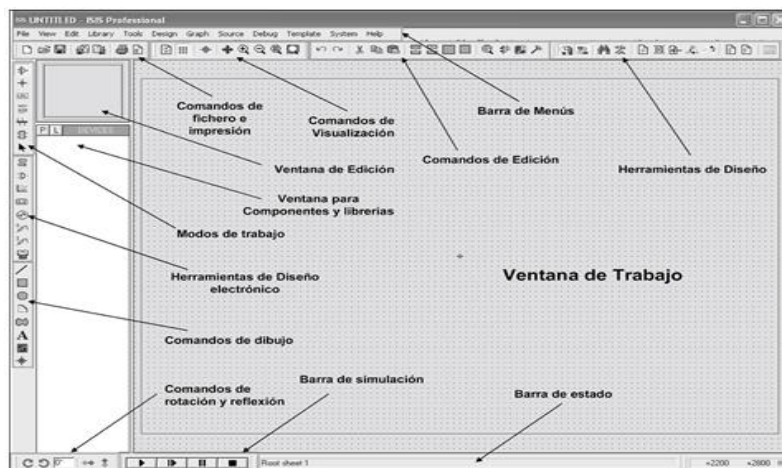 UNTITLED - ISIS Professional
File View Edit Library Tools Design Graph Source Debug Template System Help
Comandos de
fichero e
impresión
Comandos de
Visualización
Barra de Menús
Comandos de Edición
Herramientas de Diseño
Ventana de Edición
P L DEVICES
Ventana para
Componentes y librerias
Modos de trabajo
Herramientas de Diseño
electrónico
Ventana de Trabajo
Comandos de dibujo
Comandos de
rotación y reflexión
Barra de simulación
Barra de estado
Root sheet 1
+2200 +2800